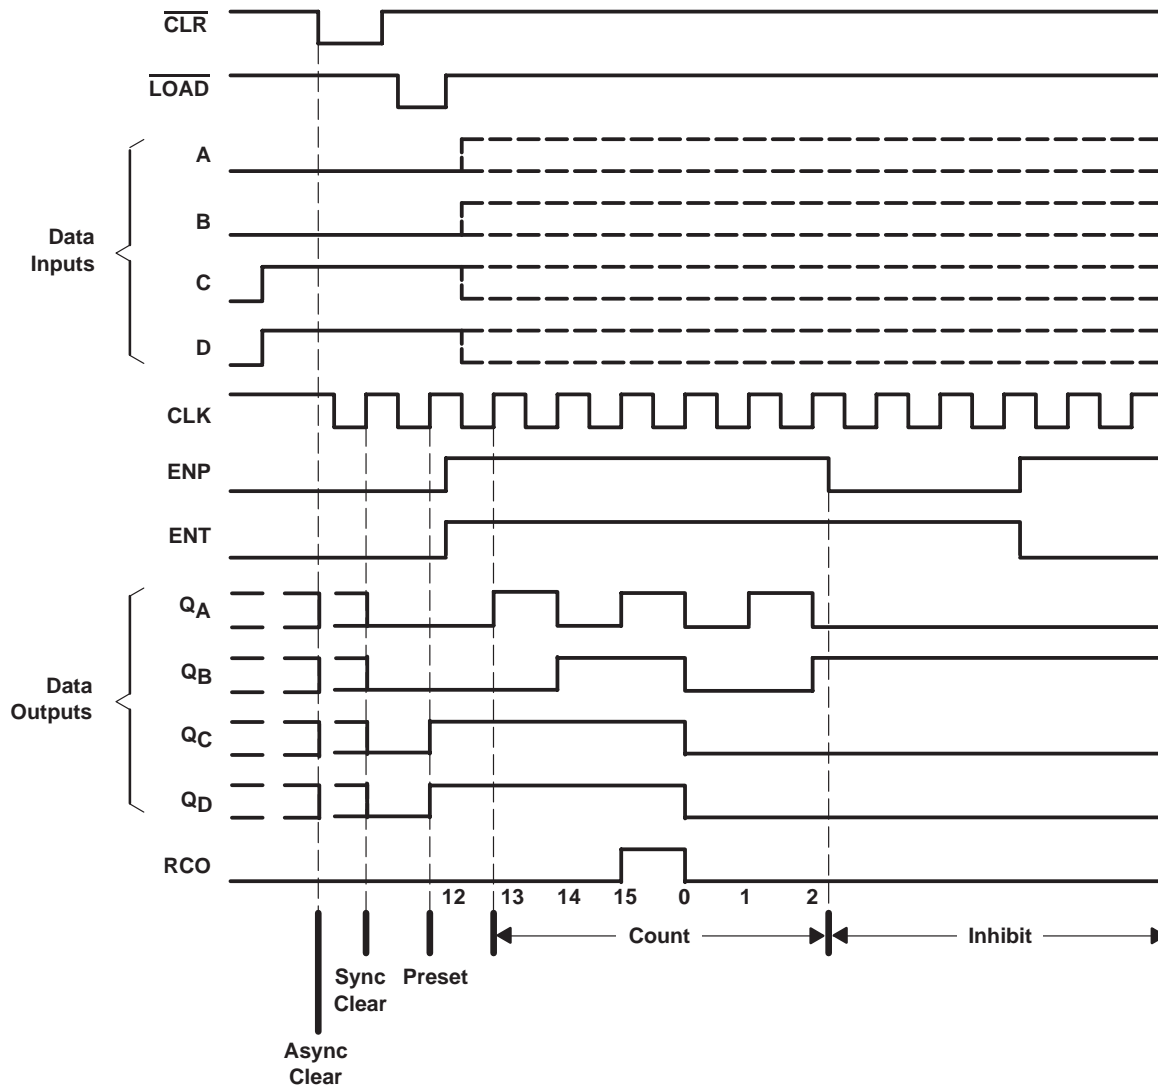 CLR
LOAD
A
B
Data
Inputs
C
D
CLK
ENP
ENT
QA
QB
Data
Outputs
QC
QD
RCO
12 13 14 15 0 1 2
Count
Inhibit
Sync
Clear
Preset
Async
Clear